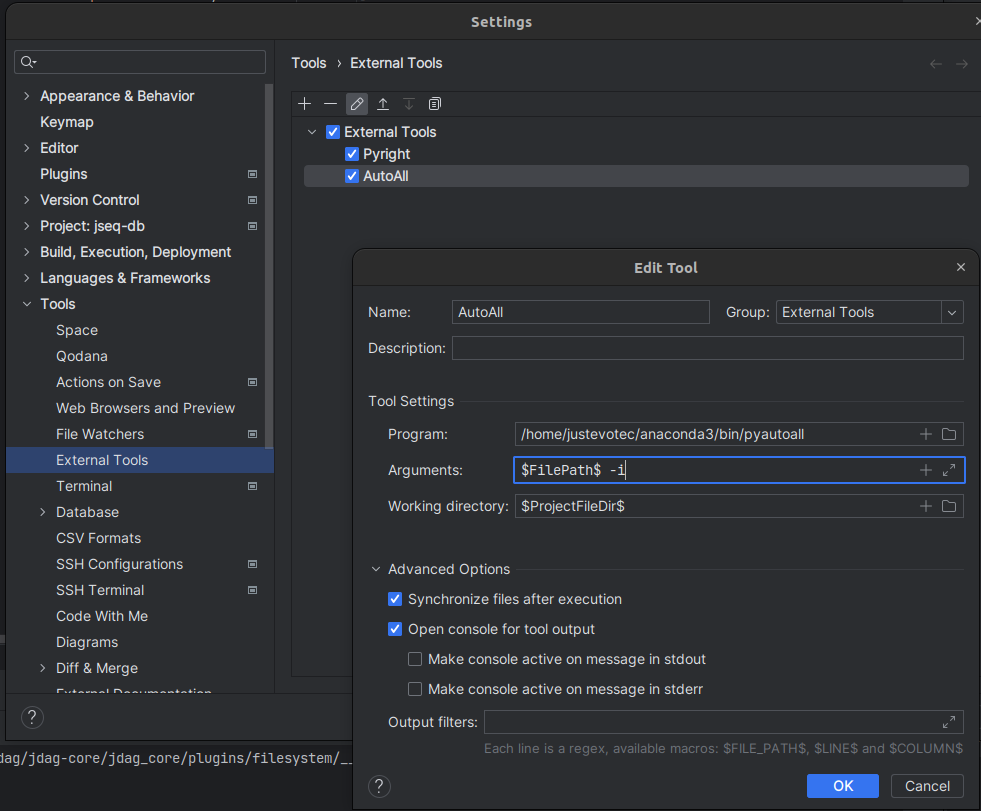 Settings
Tools › External Tools
Appearance & Behavior
Keymap
Editor
Plugins
Version Control
Project: jseq-db
Build, Execution, Deployment
Languages & Frameworks
Tools
Space
Qodana
Actions on Save
Web Browsers and Preview
File Watchers
External Tools
Terminal
Database
CSV Formats
SSH Configurations
SSH Terminal
Code With Me
Diagrams
Diff & Merge
External Documentation
?
External Tools
Pyright
AutoAll
Edit Tool
Name: AutoAll Group: External Tools
Description:
Tool Settings
Program: /home/justevotec/anaconda3/bin/pyautoall
Arguments: $FilePath$ -i
Working directory: $ProjectFileDir$
Advanced Options
Synchronize files after execution
Open console for tool output
Make console active on message in stdout
Make console active on message in stderr
Output filters:
Each line is a regex, available macros: $FILE_PATH$, $LINE$ and $COLUMN$
? OK Cancel
dag/jdag-core/jdag_core/plugins/filesystem/__